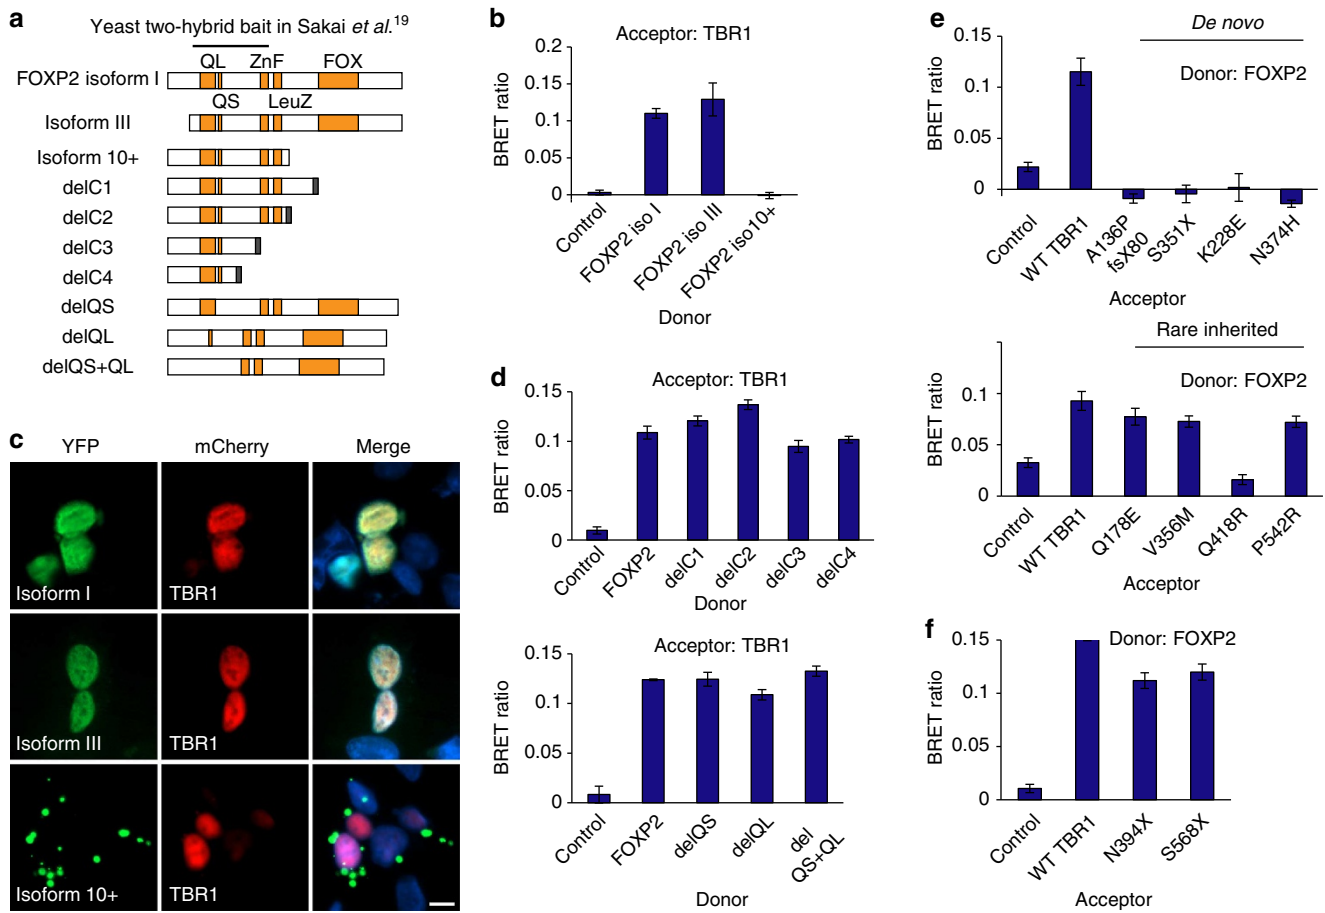 a
Yeast two-hybrid bait in Sakai et al.19
QL ZnF FOX
FOXP2 isoform I
QS LeuZ
Isoform III
Isoform 10+
delC1
delC2
delC3
delC4
delQS
delQL
delQS+QL
b
Acceptor: TBR1
BRET ratio
0.2
0.15
0.1
0.05
0
Control
FOXP2 iso I
FOXP2 iso III
FOXP2 iso10+
Donor
c
YFP mCherry Merge
Isoform I TBR1
Isoform III TBR1
Isoform 10+ TBR1
d
Acceptor: TBR1
BRET ratio
0.15
0.1
0.05
0
Control
FOXP2
delC1
delC2
delC3
delC4
Donor
Acceptor: TBR1
BRET ratio
0.15
0.1
0.05
0
Control
FOXP2
delQS
delQL
del
QS+QL
Donor
e
De novo
Donor: FOXP2
BRET ratio
0.15
0.1
0.05
0
Control
WT TBR1
A136P
fsX80
S351X
K228E
N374H
Acceptor
Rare inherited
Donor: FOXP2
BRET ratio
0.1
0.05
0
Control
WT TBR1
Q178E
V356M
Q418R
P542R
Acceptor
f
Donor: FOXP2
BRET ratio
0.15
0.1
0.05
0
Control
WT TBR1
N394X
S568X
Acceptor